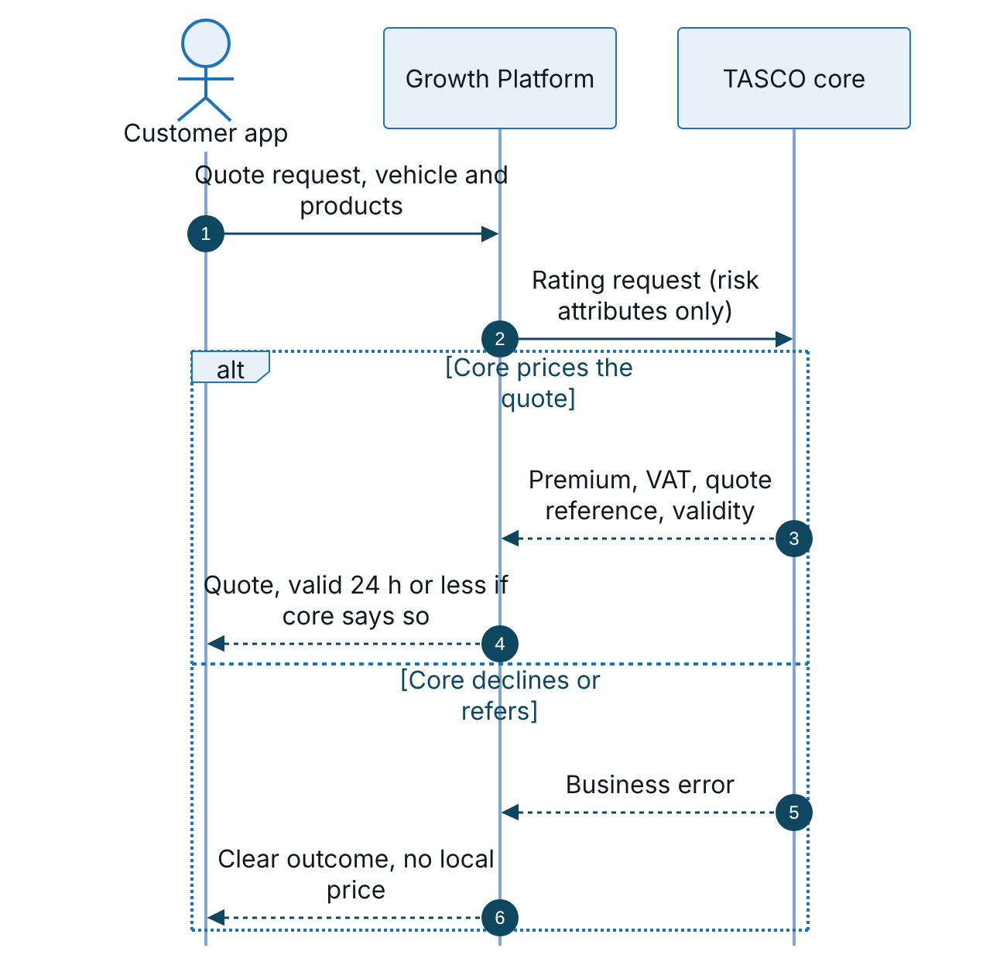 Customer app
Growth Platform
TASCO core
Quote request, vehicle and
products
1
Rating request (risk
attributes only)
2
alt
[Core prices the
quote]
Premium, VAT, quote
reference, validity
3
Quote, valid 24 h or less if
core says so
4
[Core declines or
refers]
Business error
5
Clear outcome, no local
price
6